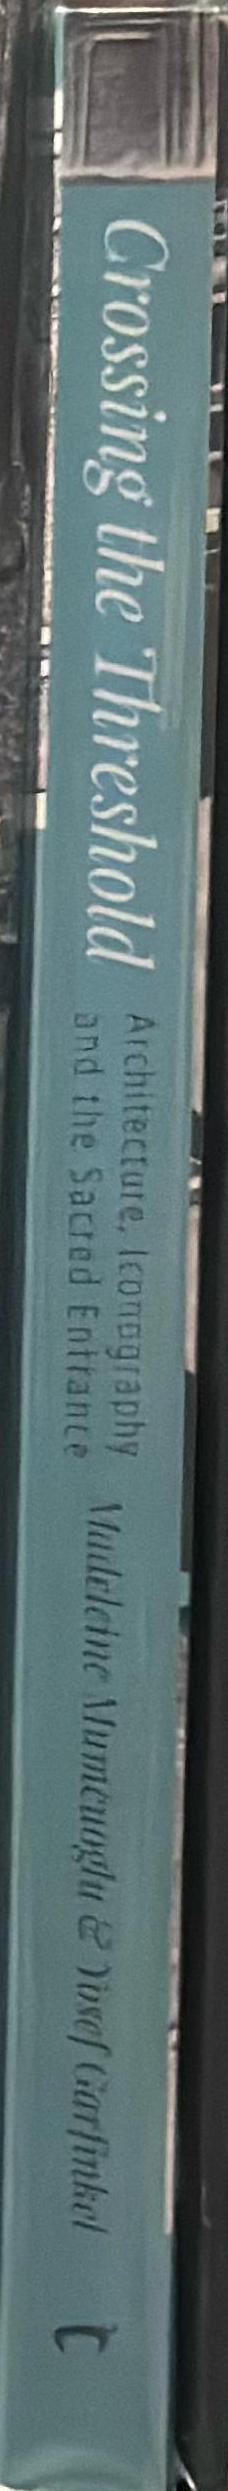 Crossing the Threshold
Architecture, Iconography
and the Sacred Entrance
Madeleine Mumcuoglu & Yosef Garfinkel